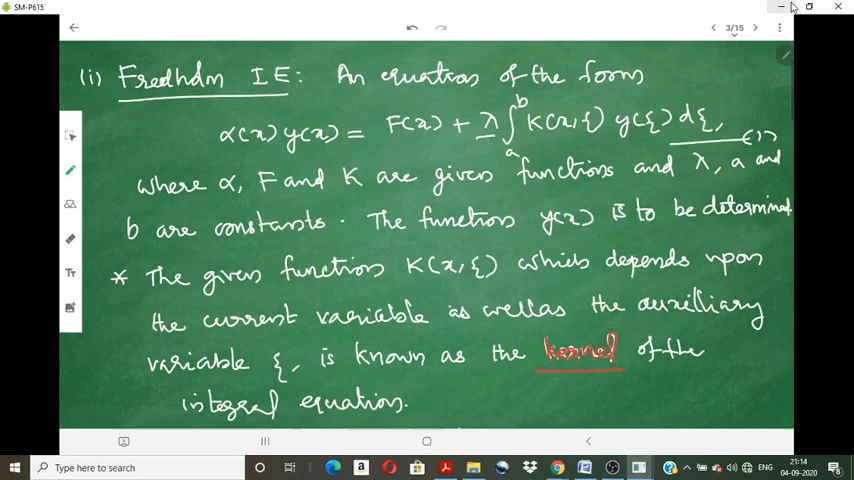 SM-P615
3/15
(i) Fredholm IE: An equation of the form
α(x) y(x) = F(x) + λ ∫_a^b K(x,ξ) y(ξ) dξ, (1)
where α, F and K are given functions and λ, a and
b are constants. The function y(x) is to be determined.
* The given function K(x,ξ) which depends upon
the current variable as well as the auxilliary
variable ξ, is known as the kernel of the
integral equation.
Type here to search
ENG
21:14
04-09-2020